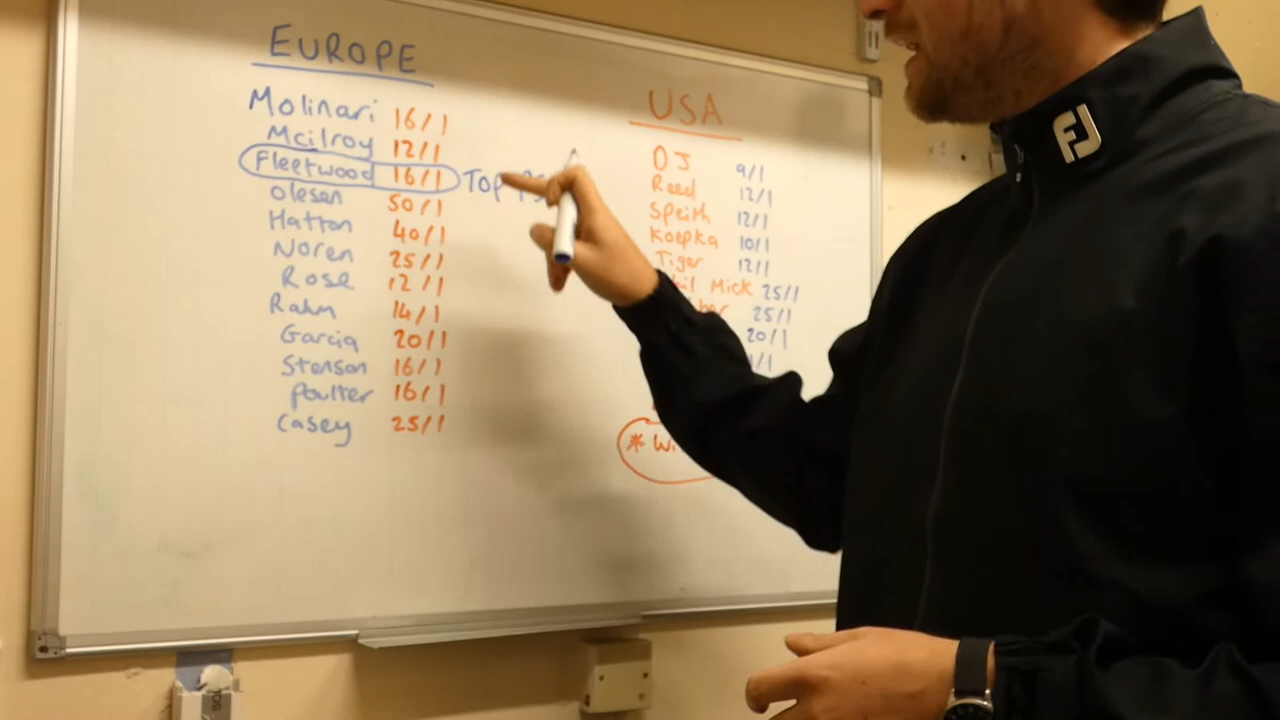 EUROPE
Molinari 16/1
Mcilroy 12/1
Fleetwood 16/1 Top
Olesen 50/1
Hatton 40/1
Noren 25/1
Rose 12/1
Rahm 14/1
Garcia 20/1
Stenson 16/1
Poulter 16/1
Casey 25/1
USA
DJ 9/1
Reed 12/1
Speith 12/1
Koepka 10/1
Tiger 12/1
Mick 25/1
25/1
20/1
/1
*
FJ